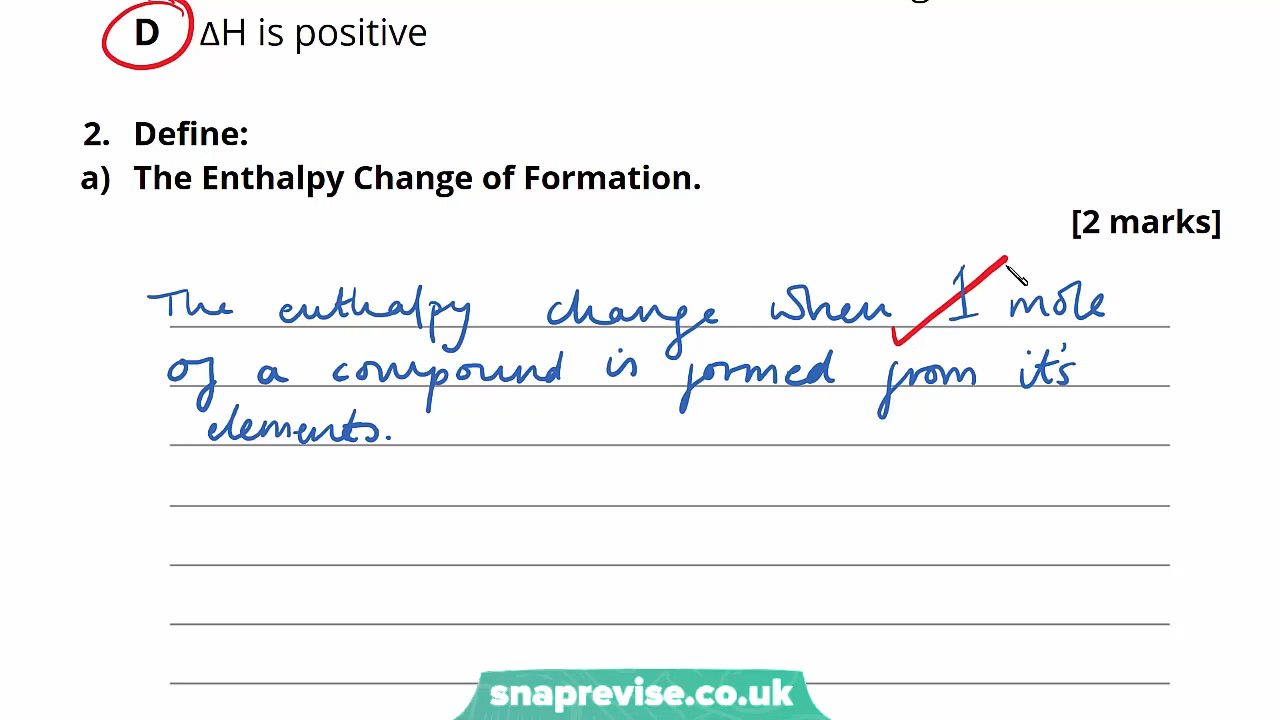 D ΔH is positive
2. Define:
a) The Enthalpy Change of Formation.
[2 marks]
The enthalpy change when 1 mole
of a compound is formed from it's
elements.
snaprevise.co.uk